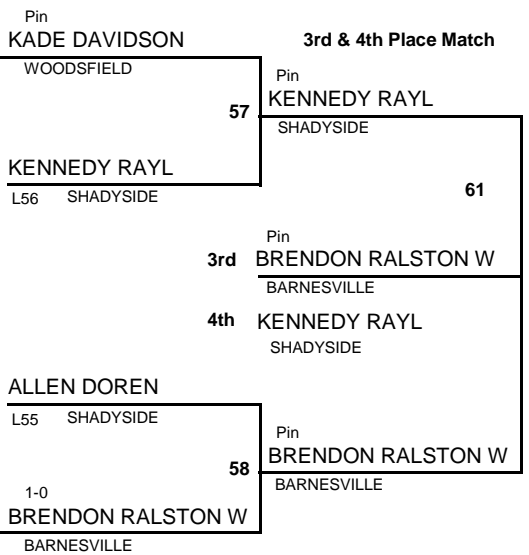 Pin
KADE DAVIDSON
WOODSFIELD
3rd & 4th Place Match
Pin
57
KENNEDY RAYL
SHADYSIDE
KENNEDY RAYL
L56 SHADYSIDE
61
Pin
3rd BRENDON RALSTON W
BARNESVILLE
4th KENNEDY RAYL
SHADYSIDE
ALLEN DOREN
L55 SHADYSIDE
Pin
58
BRENDON RALSTON W
BARNESVILLE
1-0
BRENDON RALSTON W
BARNESVILLE